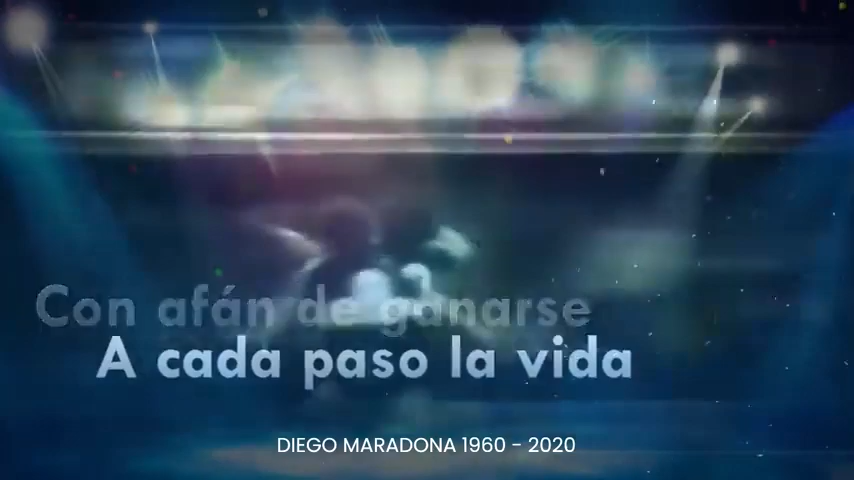 Con afán de ganarse
A cada paso la vida
DIEGO MARADONA 1960 - 2020